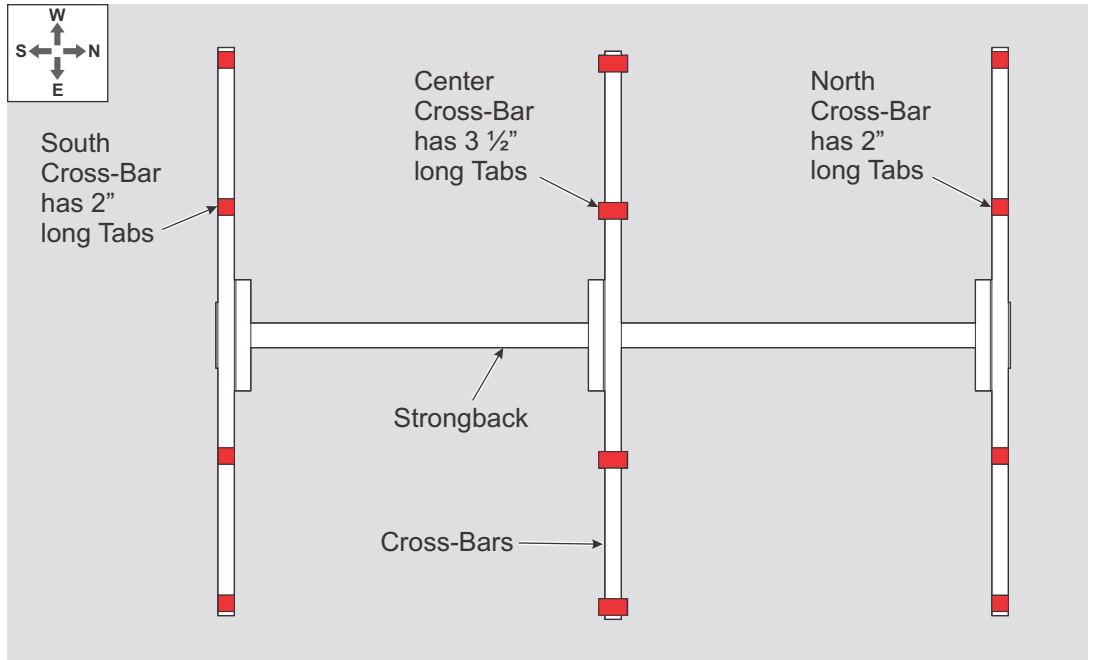 W
S N
E
South
Cross-Bar
has 2”
long Tabs
Center
Cross-Bar
has 3 ½”
long Tabs
North
Cross-Bar
has 2”
long Tabs
Strongback
Cross-Bars